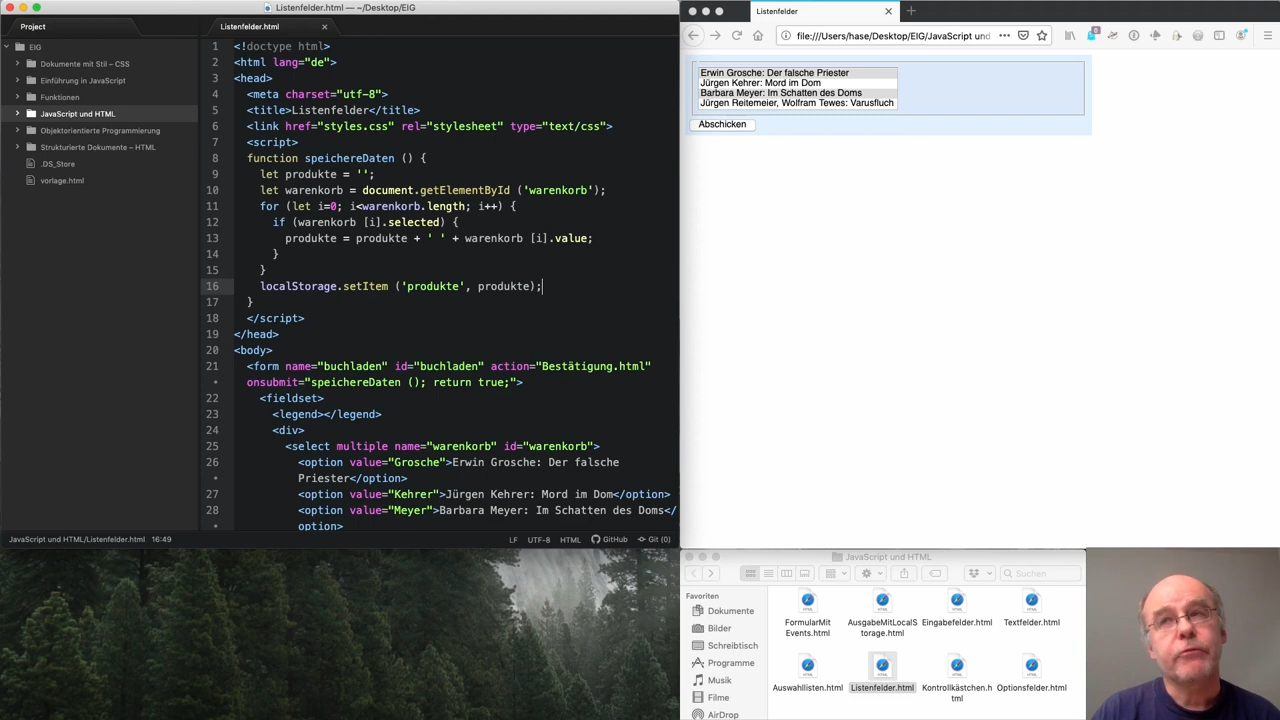 Listenfelder.html — ~/Desktop/EIG
Project
EIG
Dokumente mit Stil – CSS
Einführung in JavaScript
Funktionen
JavaScript und HTML
Objektorientierte Programmierung
Strukturierte Dokumente – HTML
.DS_Store
vorlage.html
Listenfelder.html
1 <!doctype html>
2 <html lang="de">
3 <head>
4 <meta charset="utf-8">
5 <title>Listenfelder</title>
6 <link href="styles.css" rel="stylesheet" type="text/css">
7 <script>
8 function speichereDaten () {
9 let produkte = '';
10 let warenkorb = document.getElementById ('warenkorb');
11 for (let i=0; i<warenkorb.length; i++) {
12 if (warenkorb [i].selected) {
13 produkte = produkte + ' ' + warenkorb [i].value;
14 }
15 }
16 localStorage.setItem ('produkte', produkte);
17 }
18 </script>
19 </head>
20 <body>
21 <form name="buchladen" id="buchladen" action="Bestätigung.html"
onsubmit="speichereDaten (); return true;">
22 <fieldset>
23 <legend></legend>
24 <div>
25 <select multiple name="warenkorb" id="warenkorb">
26 <option value="Grosche">Erwin Grosche: Der falsche
Priester</option>
27 <option value="Kehrer">Jürgen Kehrer: Mord im Dom</option>
28 <option value="Meyer">Barbara Meyer: Im Schatten des Doms</
option>
JavaScript und HTML/Listenfelder.html 16:49
LF UTF-8 HTML GitHub Git (0)
Listenfelder
file:///Users/hase/Desktop/EIG/JavaScript und
0
Erwin Grosche: Der falsche Priester
Jürgen Kehrer: Mord im Dom
Barbara Meyer: Im Schatten des Doms
Jürgen Reitemeier, Wolfram Tewes: Varusfluch
Abschicken
JavaScript und HTML
Suchen
Favoriten
Dokumente
Bilder
Schreibtisch
Programme
Musik
Filme
AirDrop
FormularMit
Events.html
AusgabeMitLocalS
torage.html
Eingabefelder.html
Textfelder.html
Auswahllisten.html
Listenfelder.html
Kontrollkästchen.h
tml
Optionsfelder.html